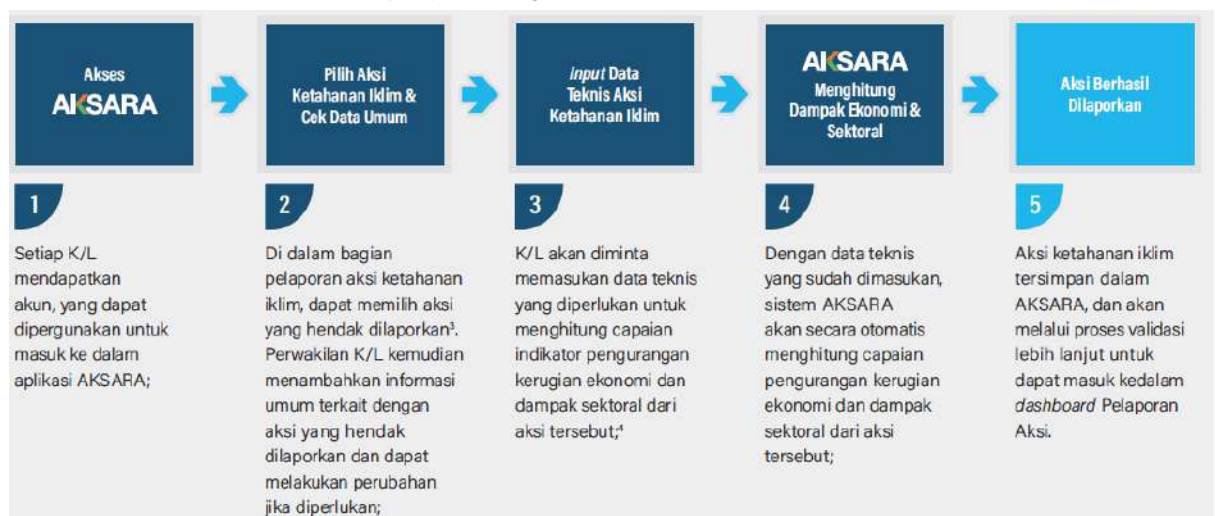 Akses
AKSARA
Pilih Aksi
Ketahanan Iklim &
Cek Data Umum
Input Data
Teknis Aksi
Ketahanan Iklim
AKSARA
Menghitung
Dampak Ekonomi &
Sektoral
Aksi Berhasil
Dilaporkan
1
Setiap K/L
mendapatkan
akun, yang dapat
dipergunakan untuk
masuk ke dalam
aplikasi AKSARA;
2
Di dalam bagian
pelaporan aksi ketahanan
iklim, dapat memilih aksi
yang hendak dilaporkan³.
Perwakilan K/L kemudian
menambahkan informasi
umum terkait dengan
aksi yang hendak
dilaporkan dan dapat
melakukan perubahan
jika diperlukan;
3
K/L akan diminta
memasukan data teknis
yang diperlukan untuk
menghitung capaian
indikator pengurangan
kerugian ekonomi dan
dampak sektoral dari
aksi tersebut;⁴
4
Dengan data teknis
yang sudah dimasukan,
sistem AKSARA
akan secara otomatis
menghitung capaian
pengurangan kerugian
ekonomi dan dampak
sektoral dari aksi
tersebut;
5
Aksi ketahanan iklim
tersimpan dalam
AKSARA, dan akan
melalui proses validasi
lebih lanjut untuk
dapat masuk kedalam
dashboard Pelaporan
Aksi.